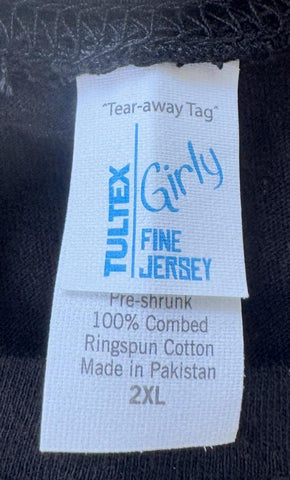 "Tear-away Tag"
TULTEX
Girly
FINE
JERSEY
Pre-shrunk
100% Combed
Ringspun Cotton
Made in Pakistan
2XL